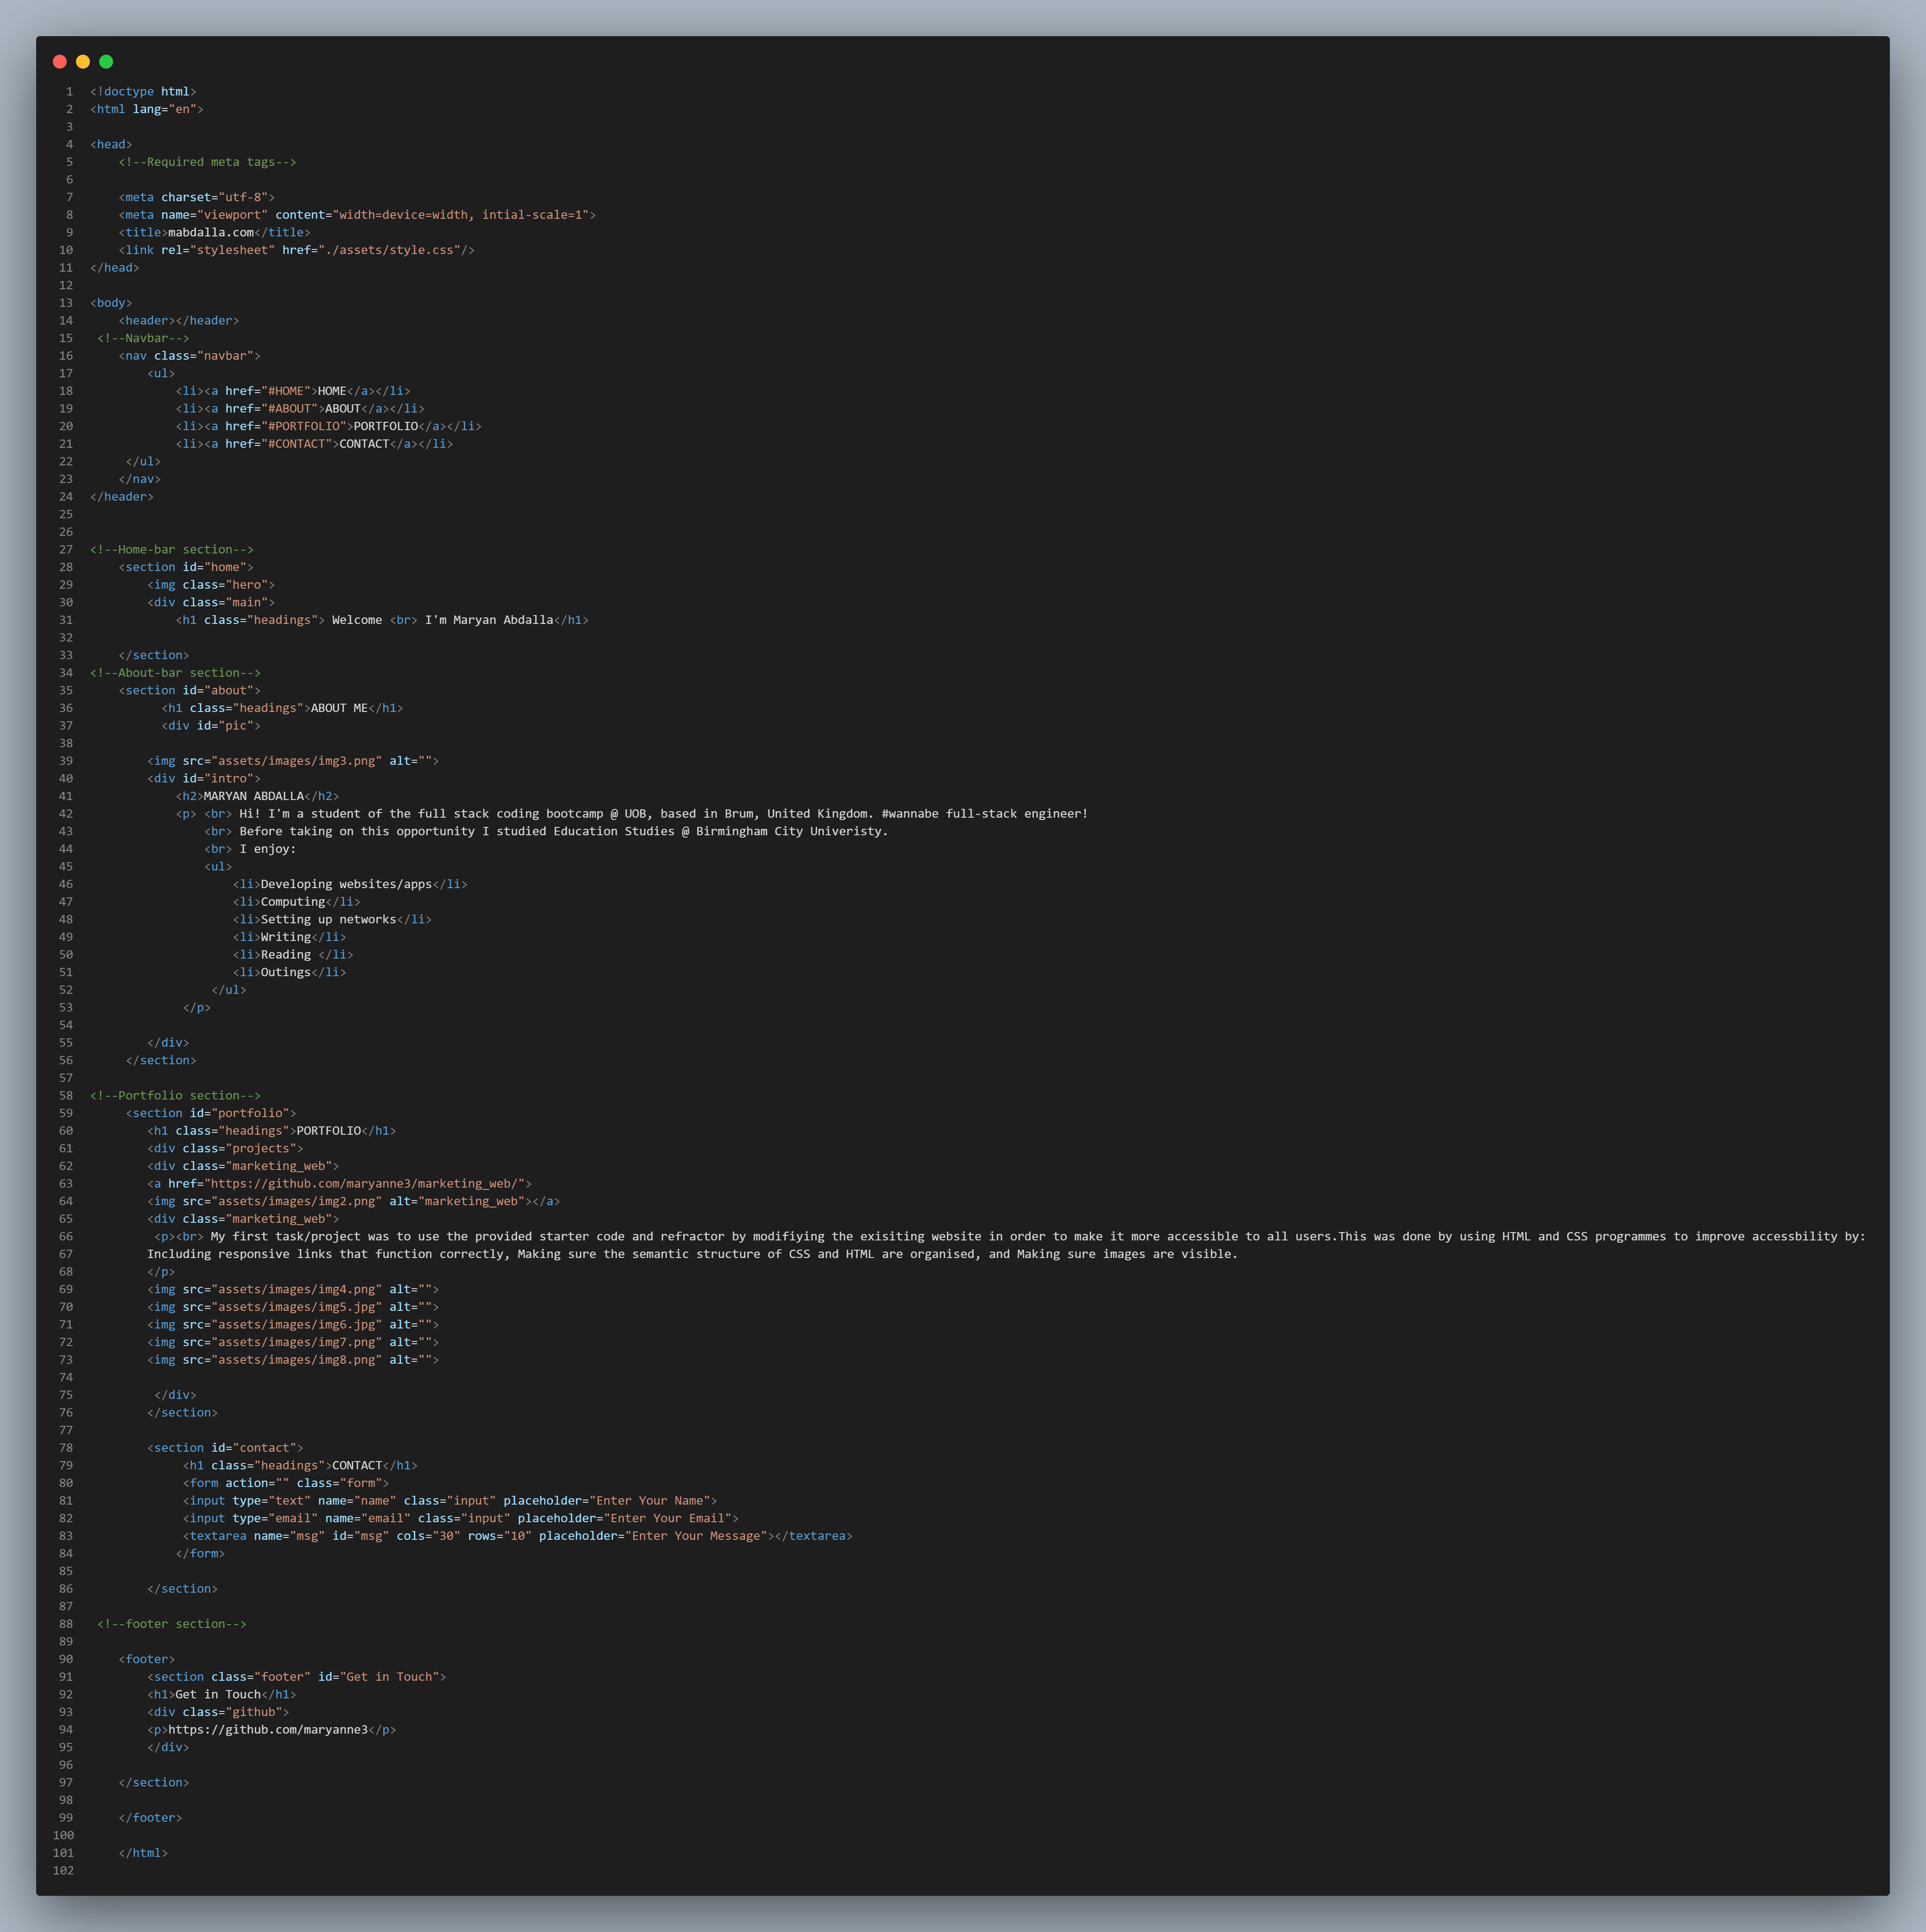 1 <!doctype html>
2 <html lang="en">
3
4 <head>
5     <!--Required meta tags-->
6
7     <meta charset="utf-8">
8     <meta name="viewport" content="width=device=width, intial-scale=1">
9     <title>mabdalla.com</title>
10     <link rel="stylesheet" href="./assets/style.css"/>
11 </head>
12
13 <body>
14     <header></header>
15  <!--Navbar-->
16     <nav class="navbar">
17         <ul>
18             <li><a href="#HOME">HOME</a></li>
19             <li><a href="#ABOUT">ABOUT</a></li>
20             <li><a href="#PORTFOLIO">PORTFOLIO</a></li>
21             <li><a href="#CONTACT">CONTACT</a></li>
22      </ul>
23     </nav>
24 </header>
25
26
27 <!--Home-bar section-->
28     <section id="home">
29         <img class="hero">
30         <div class="main">
31             <h1 class="headings"> Welcome <br> I'm Maryan Abdalla</h1>
32
33     </section>
34 <!--About-bar section-->
35     <section id="about">
36           <h1 class="headings">ABOUT ME</h1>
37           <div id="pic">
38
39         <img src="assets/images/img3.png" alt="">
40         <div id="intro">
41             <h2>MARYAN ABDALLA</h2>
42             <p> <br> Hi! I'm a student of the full stack coding bootcamp @ UOB, based in Brum, United Kingdom. #wannabe full-stack engineer!
43                 <br> Before taking on this opportunity I studied Education Studies @ Birmingham City Univeristy.
44                 <br> I enjoy:
45                 <ul>
46                     <li>Developing websites/apps</li>
47                     <li>Computing</li>
48                     <li>Setting up networks</li>
49                     <li>Writing</li>
50                     <li>Reading </li>
51                     <li>Outings</li>
52                  </ul>
53              </p>
54
55         </div>
56      </section>
57
58 <!--Portfolio section-->
59      <section id="portfolio">
60         <h1 class="headings">PORTFOLIO</h1>
61         <div class="projects">
62         <div class="marketing_web">
63         <a href="https://github.com/maryanne3/marketing_web/">
64         <img src="assets/images/img2.png" alt="marketing_web"></a>
65         <div class="marketing_web">
66          <p><br> My first task/project was to use the provided starter code and refractor by modifiying the exisiting website in order to make it more accessible to all users.This was done by using HTML and CSS programmes to improve accessbility by:
67         Including responsive links that function correctly, Making sure the semantic structure of CSS and HTML are organised, and Making sure images are visible.
68         </p>
69         <img src="assets/images/img4.png" alt="">
70         <img src="assets/images/img5.jpg" alt="">
71         <img src="assets/images/img6.jpg" alt="">
72         <img src="assets/images/img7.png" alt="">
73         <img src="assets/images/img8.png" alt="">
74
75          </div>
76         </section>
77
78         <section id="contact">
79              <h1 class="headings">CONTACT</h1>
80              <form action="" class="form">
81              <input type="text" name="name" class="input" placeholder="Enter Your Name">
82              <input type="email" name="email" class="input" placeholder="Enter Your Email">
83              <textarea name="msg" id="msg" cols="30" rows="10" placeholder="Enter Your Message"></textarea>
84             </form>
85
86         </section>
87
88  <!--footer section-->
89
90     <footer>
91         <section class="footer" id="Get in Touch">
92         <h1>Get in Touch</h1>
93         <div class="github">
94         <p>https://github.com/maryanne3</p>
95         </div>
96
97     </section>
98
99     </footer>
100
101     </html>
102